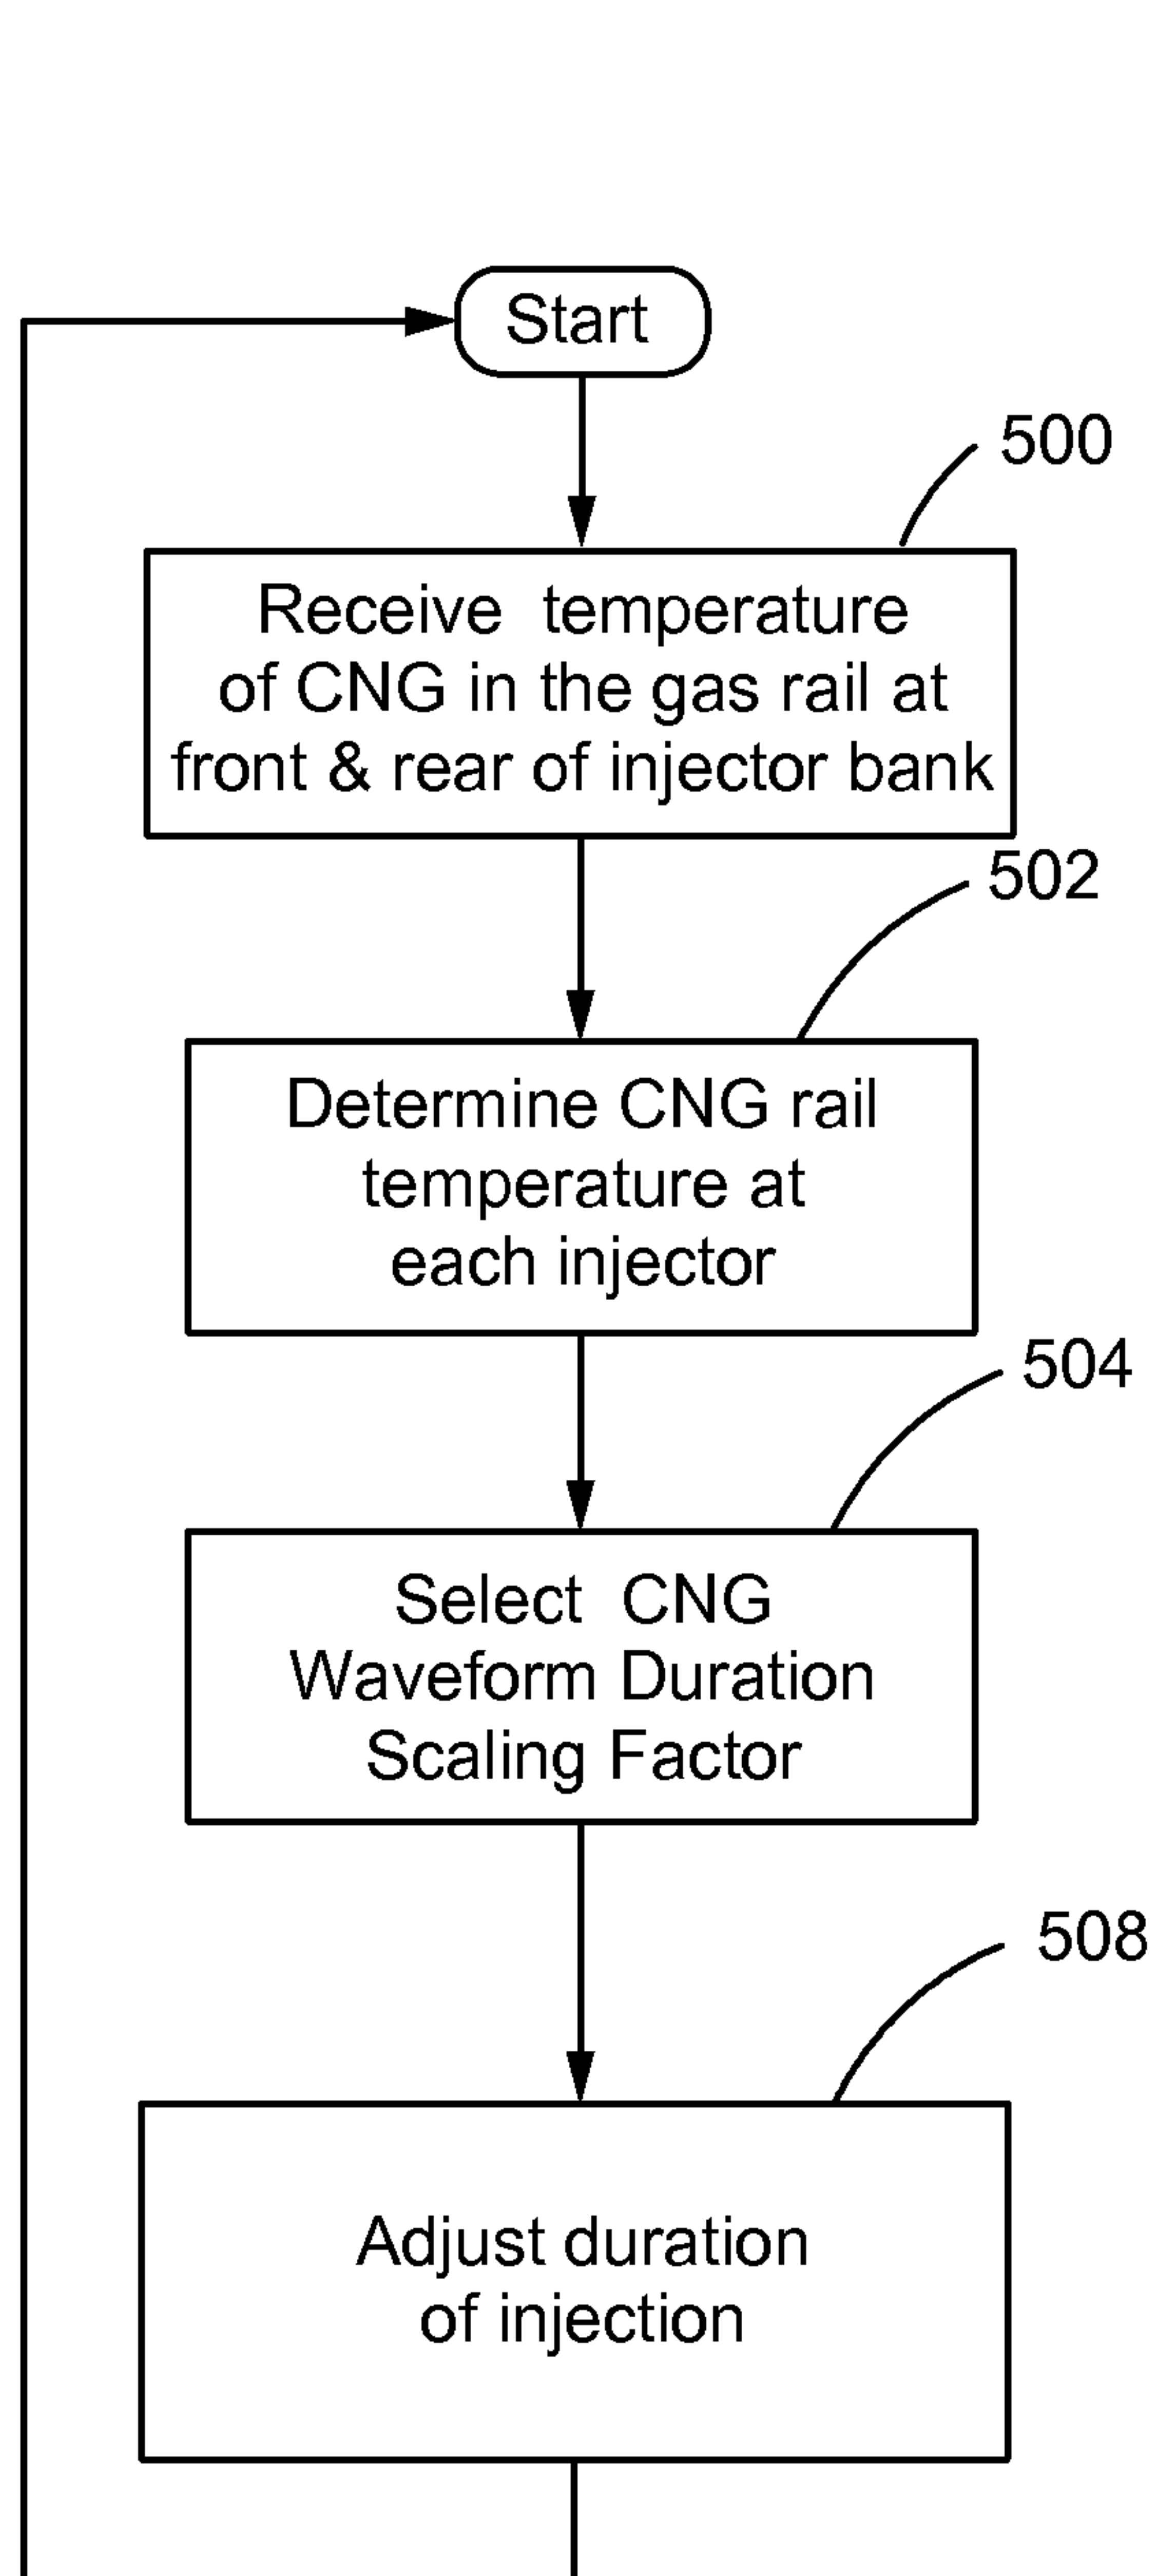 Start
500
Receive temperature
of CNG in the gas rail at
front & rear of injector bank
502
Determine CNG rail
temperature at
each injector
504
Select CNG
Waveform Duration
Scaling Factor
508
Adjust duration
of injection